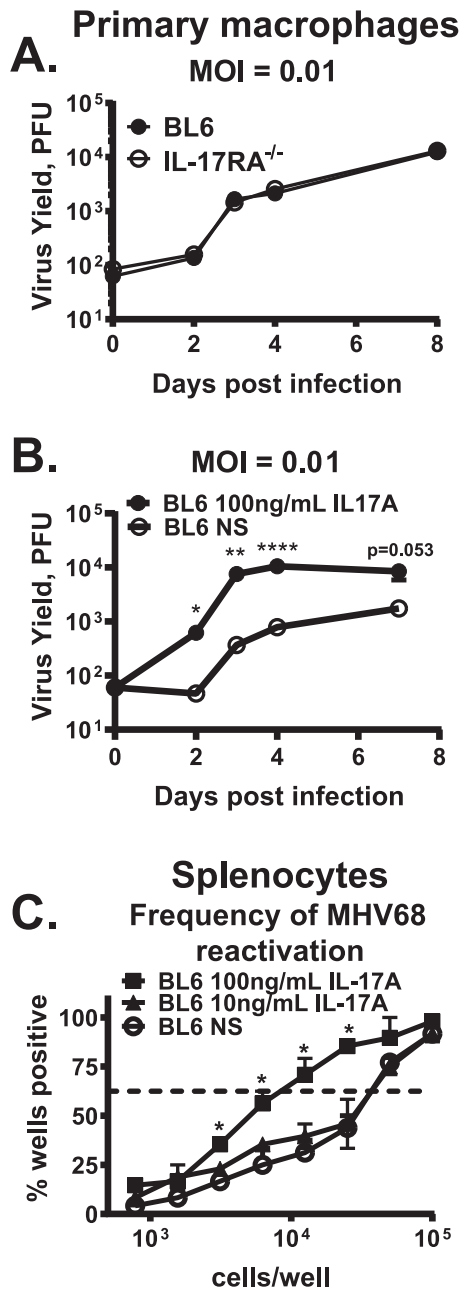 Primary macrophages
A.
MOI = 0.01
BL6
IL-17RA-/-
Virus Yield, PFU
10^5
10^4
10^3
10^2
10^1
0 2 4 6 8
Days post infection
B.
MOI = 0.01
BL6 100ng/mL IL17A
BL6 NS
Virus Yield, PFU
10^5
10^4
10^3
10^2
10^1
* ** **** p=0.053
0 2 4 6 8
Days post infection
Splenocytes
C.
Frequency of MHV68
reactivation
BL6 100ng/mL IL-17A
BL6 10ng/mL IL-17A
BL6 NS
% wells positive
100
75
50
25
0
* * * *
10^3 10^4 10^5
cells/well